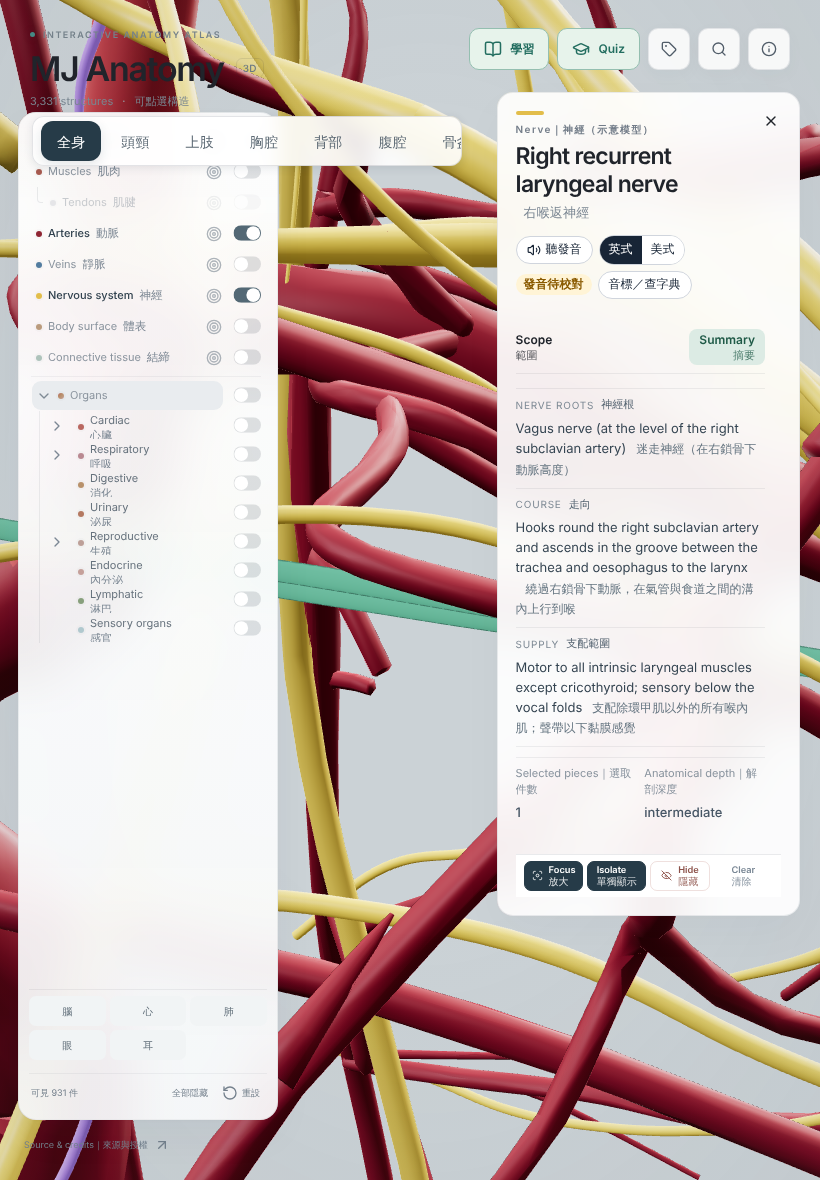 INTERACTIVE ANATOMY ATLAS
MJ Anatomy
3D
3,331 structures · 可點選構造
學習
Quiz
全身 頭頸 上肢 胸腔 背部 腹腔
Muscles 肌肉
Tendons 肌腱
Arteries 動脈
Veins 靜脈
Nervous system 神經
Body surface 體表
Connective tissue 結締
Organs
Cardiac
心臟
Respiratory
呼吸
Digestive
消化
Urinary
泌尿
Reproductive
生殖
Endocrine
內分泌
Lymphatic
淋巴
Sensory organs
感官
腦 心 肺
眼 耳
可見 931 件 全部隱藏 重設
Source & credits | 來源與授權
Nerve | 神經（示意模型）
Right recurrent
laryngeal nerve
右喉返神經
聽發音 英式 美式
發音待校對 音標／查字典
Scope
範圍
Summary
摘要
NERVE ROOTS 神經根
Vagus nerve (at the level of the right
subclavian artery) 迷走神經（在右鎖骨下
動脈高度）
COURSE 走向
Hooks round the right subclavian artery
and ascends in the groove between the
trachea and oesophagus to the larynx
繞過右鎖骨下動脈，在氣管與食道之間的溝
內上行到喉
SUPPLY 支配範圍
Motor to all intrinsic laryngeal muscles
except cricothyroid; sensory below the
vocal folds 支配除環甲肌以外的所有喉內
肌；聲帶以下黏膜感覺
Selected pieces | 選取
件數
1
Anatomical depth | 解
剖深度
intermediate
Focus
放大
Isolate
單獨顯示
Hide
隱藏
Clear
清除